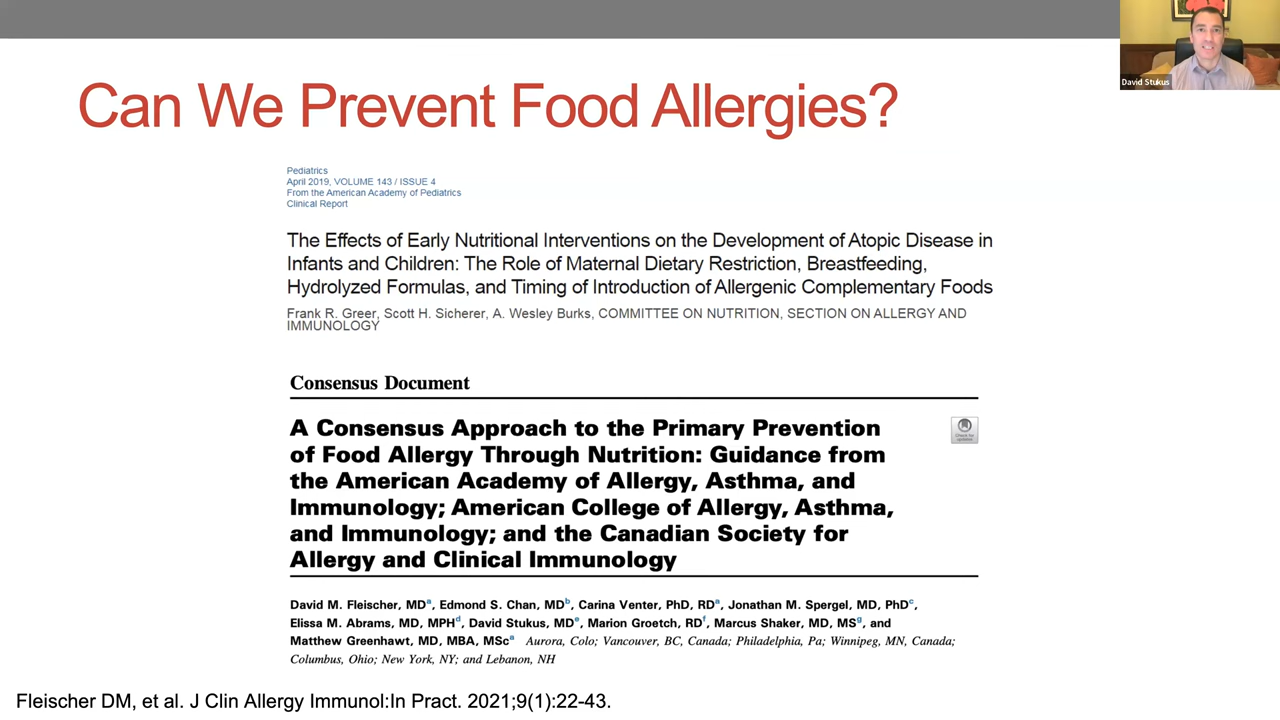 David Stukus
Can We Prevent Food Allergies?
Pediatrics
April 2019, VOLUME 143 / ISSUE 4
From the American Academy of Pediatrics
Clinical Report
The Effects of Early Nutritional Interventions on the Development of Atopic Disease in
Infants and Children: The Role of Maternal Dietary Restriction, Breastfeeding,
Hydrolyzed Formulas, and Timing of Introduction of Allergenic Complementary Foods
Frank R. Greer, Scott H. Sicherer, A. Wesley Burks, COMMITTEE ON NUTRITION, SECTION ON ALLERGY AND
IMMUNOLOGY
Consensus Document
A Consensus Approach to the Primary Prevention
of Food Allergy Through Nutrition: Guidance from
the American Academy of Allergy, Asthma, and
Immunology; American College of Allergy, Asthma,
and Immunology; and the Canadian Society for
Allergy and Clinical Immunology
Check for
updates
David M. Fleischer, MDa, Edmond S. Chan, MDb, Carina Venter, PhD, RDa, Jonathan M. Spergel, MD, PhDc,
Elissa M. Abrams, MD, MPHd, David Stukus, MDe, Marion Groetch, RDf, Marcus Shaker, MD, MSg, and
Matthew Greenhawt, MD, MBA, MSca Aurora, Colo; Vancouver, BC, Canada; Philadelphia, Pa; Winnipeg, MN, Canada;
Columbus, Ohio; New York, NY; and Lebanon, NH
Fleischer DM, et al. J Clin Allergy Immunol:In Pract. 2021;9(1):22-43.